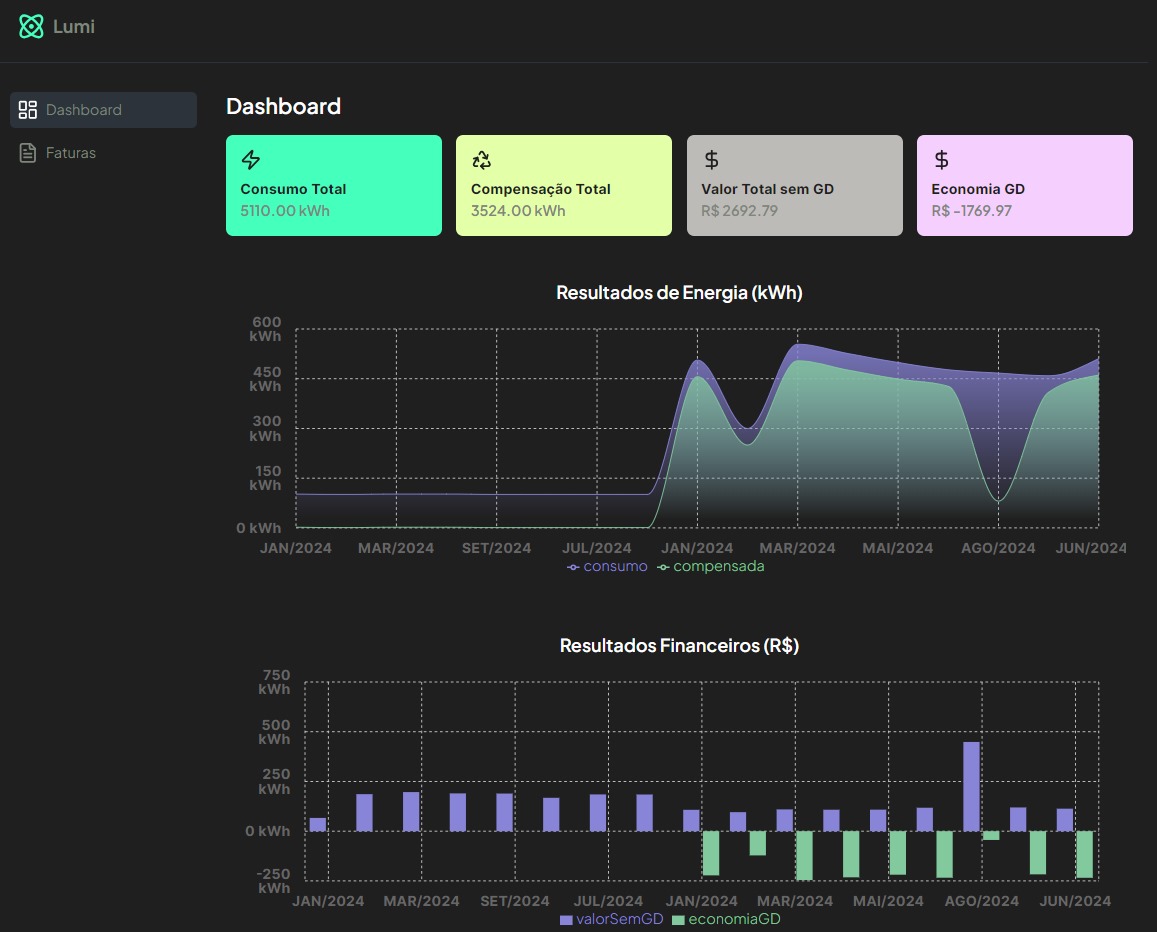 Lumi
Dashboard
Faturas
Dashboard
Consumo Total
5110.00 kWh
Compensação Total
3524.00 kWh
Valor Total sem GD
R$ 2692.79
Economia GD
R$ -1769.97
Resultados de Energia (kWh)
600
kWh
450
kWh
300
kWh
150
kWh
0 kWh
JAN/2024 MAR/2024 SET/2024 JUL/2024 JAN/2024 MAR/2024 MAI/2024 AGO/2024 JUN/2024
consumo compensada
Resultados Financeiros (R$)
750
kWh
500
kWh
250
kWh
0 kWh
-250
kWh
JAN/2024 MAR/2024 SET/2024 JUL/2024 JAN/2024 MAR/2024 MAI/2024 AGO/2024 JUN/2024
valorSemGD economiaGD